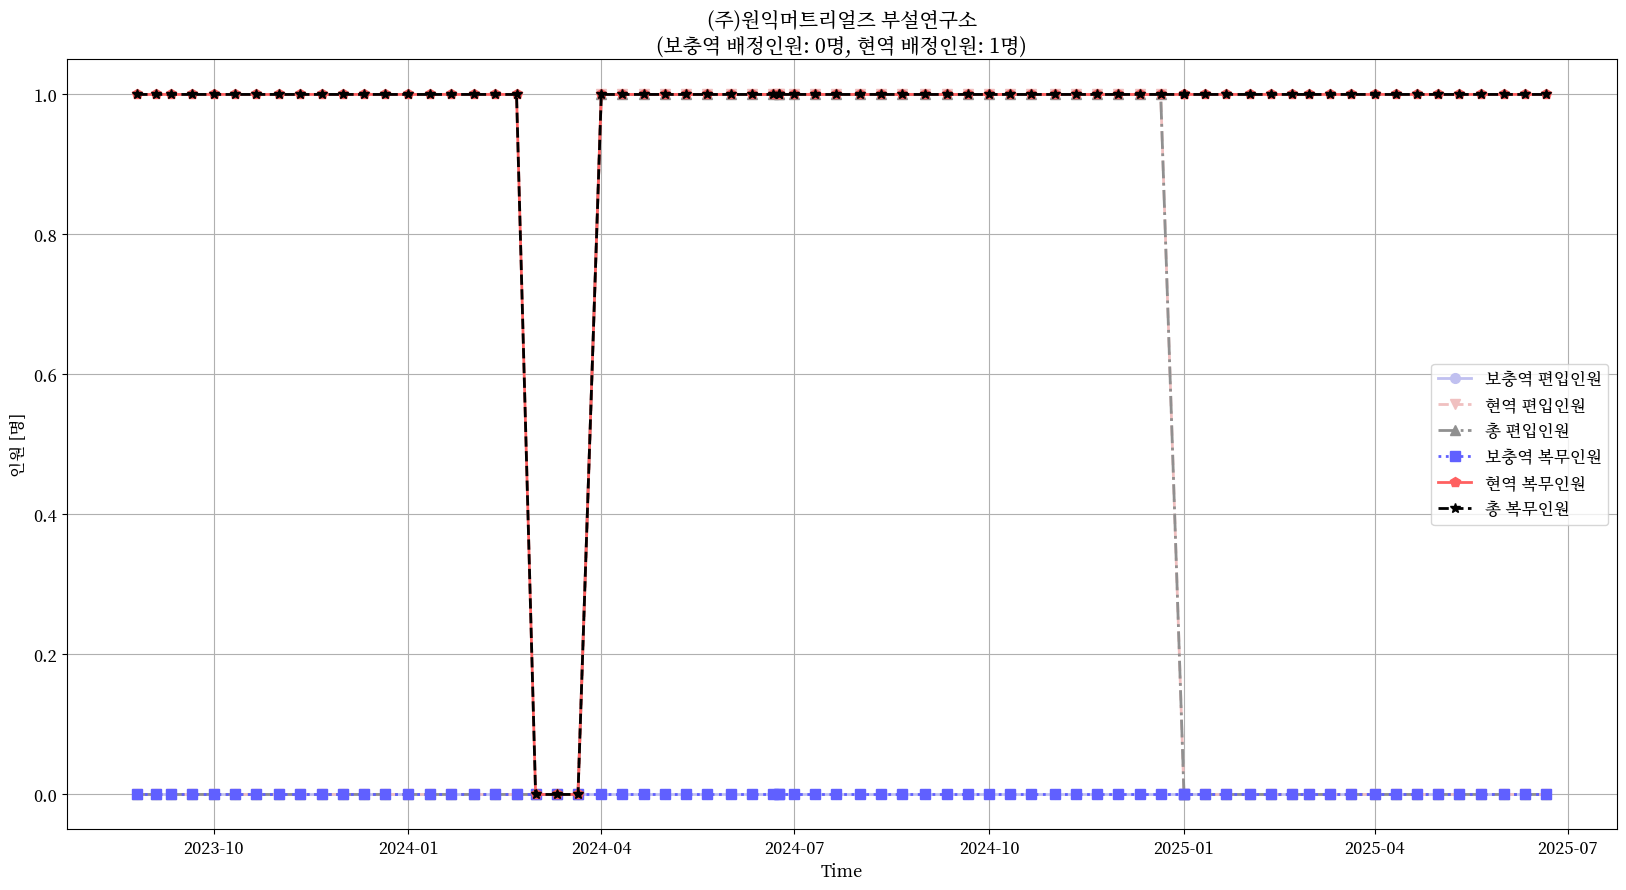 (주)원익머트리얼즈 부설연구소
(보충역 배정인원: 0명, 현역 배정인원: 1명)
1.0
0.8
0.6
0.4
0.2
0.0
인원 [명]
보충역 편입인원
현역 편입인원
총 편입인원
보충역 복무인원
현역 복무인원
총 복무인원
2023-10
2024-01
2024-04
2024-07
2024-10
2025-01
2025-04
2025-07
Time